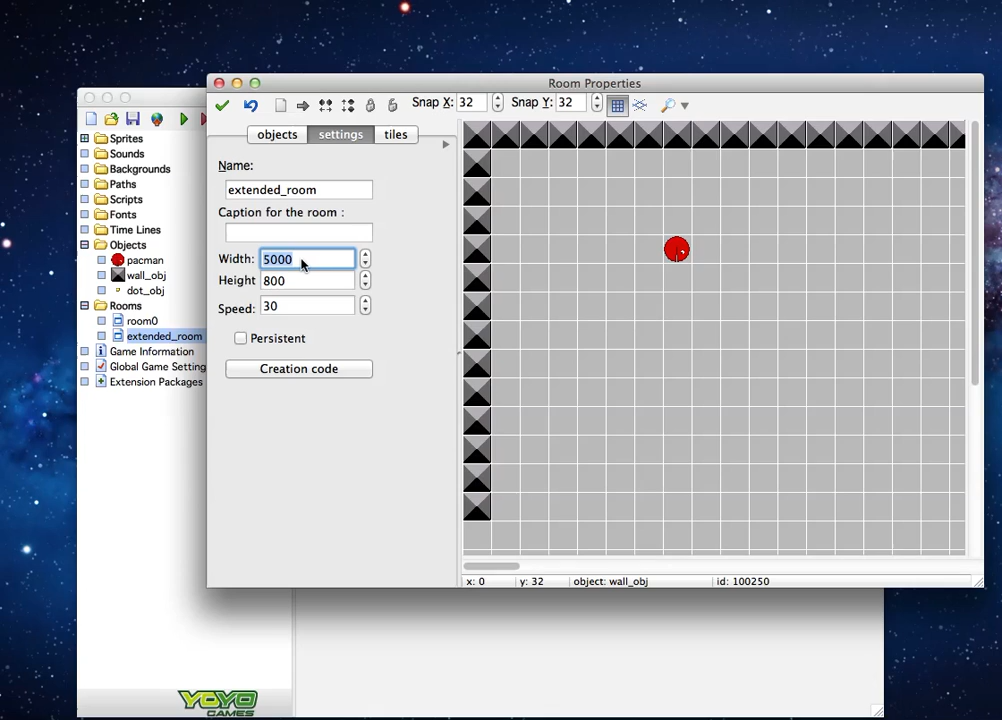 Room Properties
Snap X: 32 Snap Y: 32
objects settings tiles
Name:
extended_room
Caption for the room :
Width: 5000
Height 800
Speed: 30
Persistent
Creation code
x: 0 y: 32 object: wall_obj id: 100250
Sprites
Sounds
Backgrounds
Paths
Scripts
Fonts
Time Lines
Objects
pacman
wall_obj
dot_obj
Rooms
room0
extended_room
Game Information
Global Game Setting
Extension Packages
YOYO
GAMES